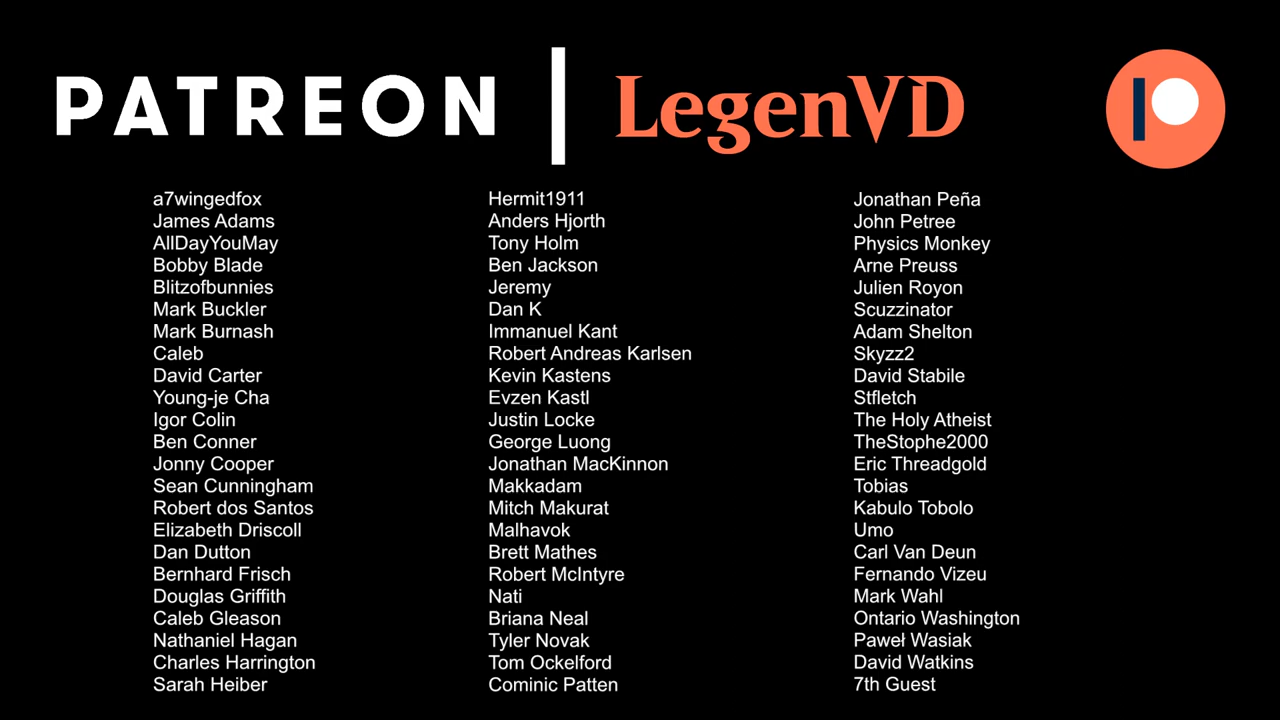 PATREON | LegenVD
a7wingedfox
James Adams
AllDayYouMay
Bobby Blade
Blitzofbunnies
Mark Buckler
Mark Burnash
Caleb
David Carter
Young-je Cha
Igor Colin
Ben Conner
Jonny Cooper
Sean Cunningham
Robert dos Santos
Elizabeth Driscoll
Dan Dutton
Bernhard Frisch
Douglas Griffith
Caleb Gleason
Nathaniel Hagan
Charles Harrington
Sarah Heiber
Hermit1911
Anders Hjorth
Tony Holm
Ben Jackson
Jeremy
Dan K
Immanuel Kant
Robert Andreas Karlsen
Kevin Kastens
Evzen Kastl
Justin Locke
George Luong
Jonathan MacKinnon
Makkadam
Mitch Makurat
Malhavok
Brett Mathes
Robert McIntyre
Nati
Briana Neal
Tyler Novak
Tom Ockelford
Cominic Patten
Jonathan Peña
John Petree
Physics Monkey
Arne Preuss
Julien Royon
Scuzzinator
Adam Shelton
Skyzz2
David Stabile
Stfletch
The Holy Atheist
TheStophe2000
Eric Threadgold
Tobias
Kabulo Tobolo
Umo
Carl Van Deun
Fernando Vizeu
Mark Wahl
Ontario Washington
Paweł Wasiak
David Watkins
7th Guest